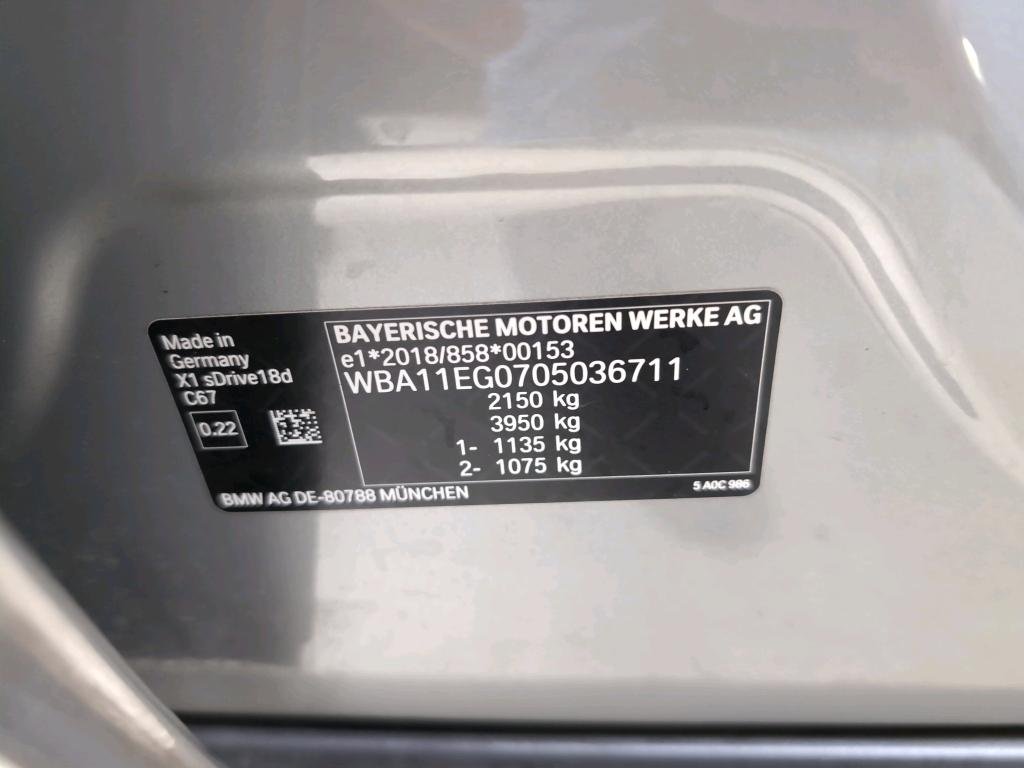 Made in
Germany
X1 sDrive18d
C67
0.22
BAYERISCHE MOTOREN WERKE AG
e1*2018/858*00153
WBA11EG0705036711
2150 kg
3950 kg
1- 1135 kg
2- 1075 kg
BMW AG DE-80788 MÜNCHEN
5 A0C 986